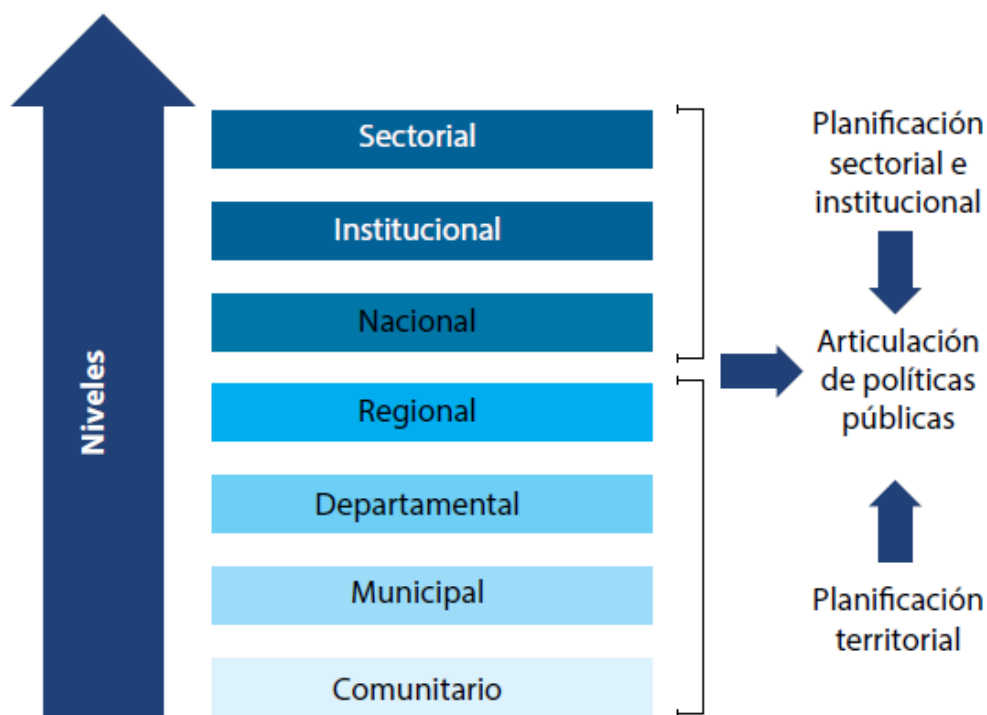 Niveles
Sectorial
Institucional
Nacional
Regional
Departamental
Municipal
Comunitario
Planificación
sectorial e
institucional
Articulación
de políticas
públicas
Planificación
territorial